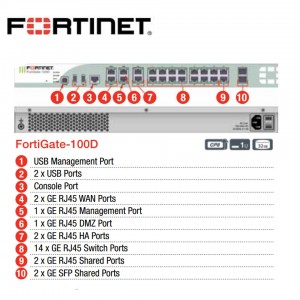 FORTINET
FortiGate-100D
1 USB Management Port
2 2 x USB Ports
3 Console Port
4 2 x GE RJ45 WAN Ports
5 1 x GE RJ45 Management Port
6 1 x GE RJ45 DMZ Port
7 2 x GE RJ45 HA Ports
8 14 x GE RJ45 Switch Ports
9 2 x GE RJ45 Shared Ports
10 2 x GE SFP Shared Ports